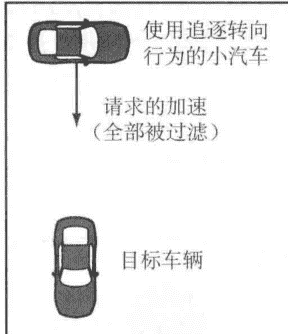 使用追逐转向
行为的小汽车
请求的加速
（全部被过滤）
目标车辆